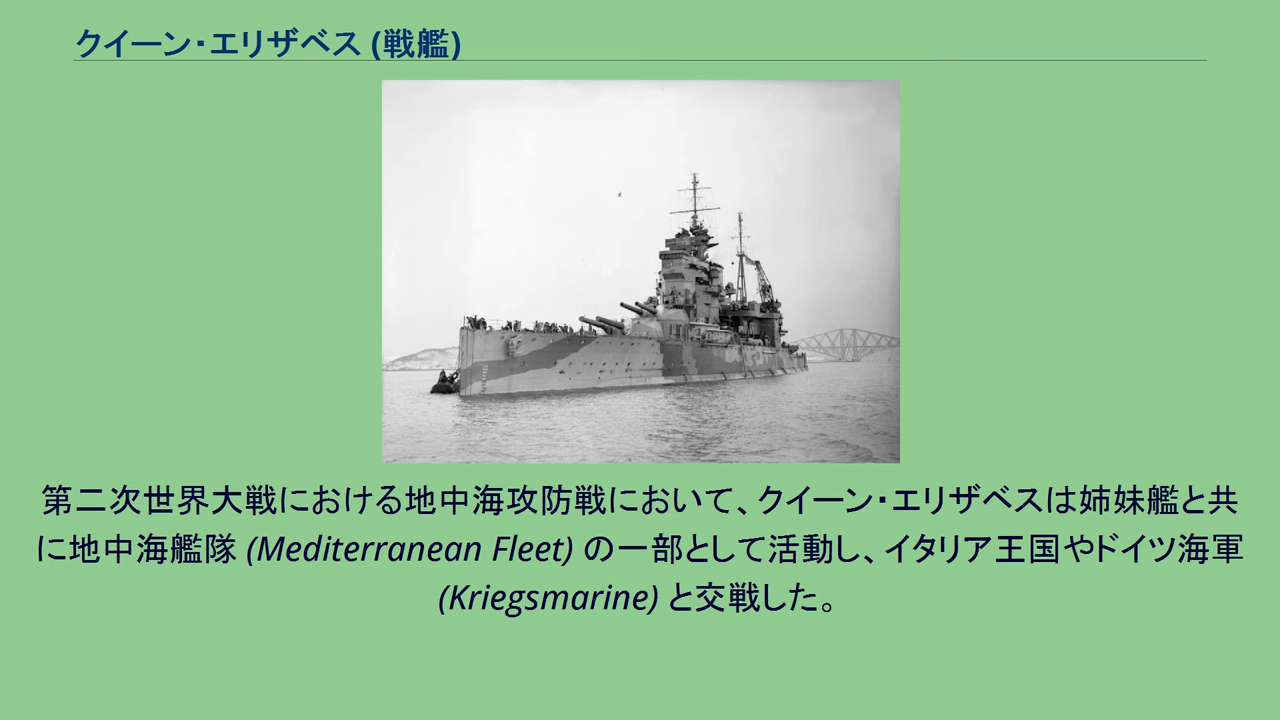 クイーン・エリザベス (戦艦)
第二次世界大戦における地中海攻防戦において、クイーン・エリザベスは姉妹艦と共
に地中海艦隊 (Mediterranean Fleet) の一部として活動し、イタリア王国やドイツ海軍
(Kriegsmarine) と交戦した。